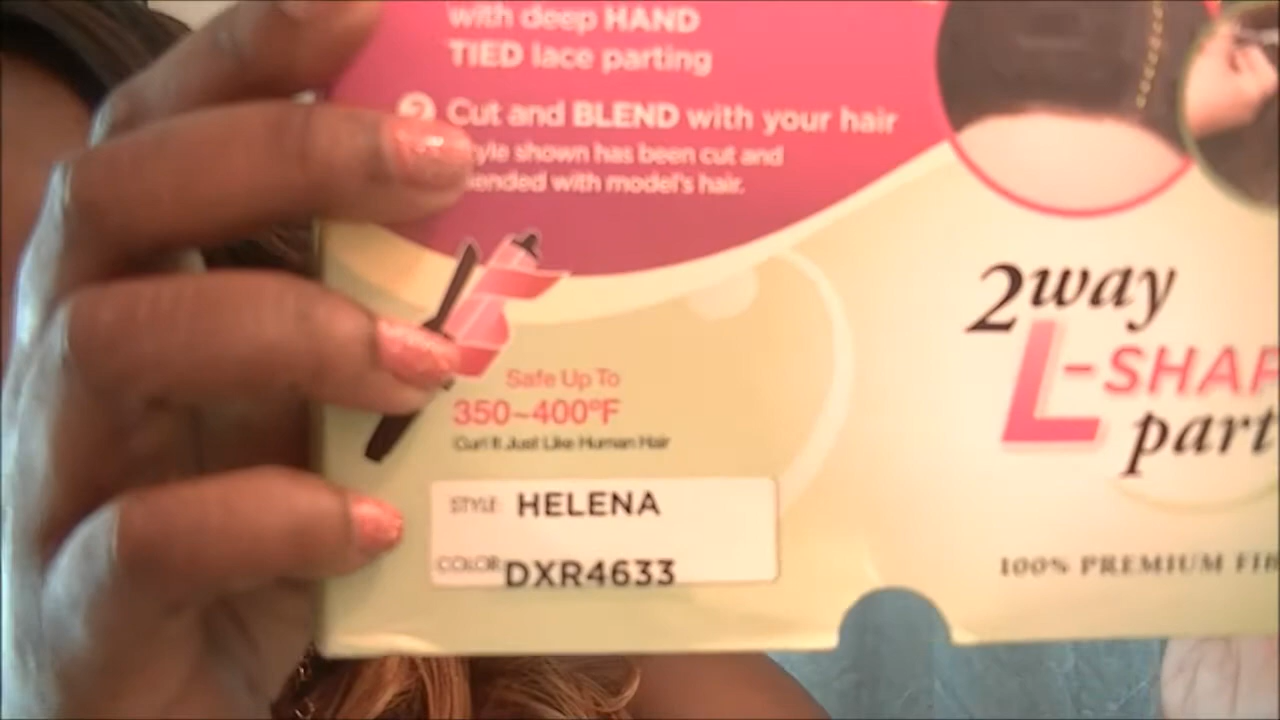 with deep HAND
TIED lace parting
Cut and BLEND with your hair
yle shown has been cut and
ended with model's hair.
2way
L-SHAP
part
Safe Up To
350~400°F
Curl It Just Like Human Hair
STYLE: HELENA
COLOR: DXR4633
100% PREMIUM FIB